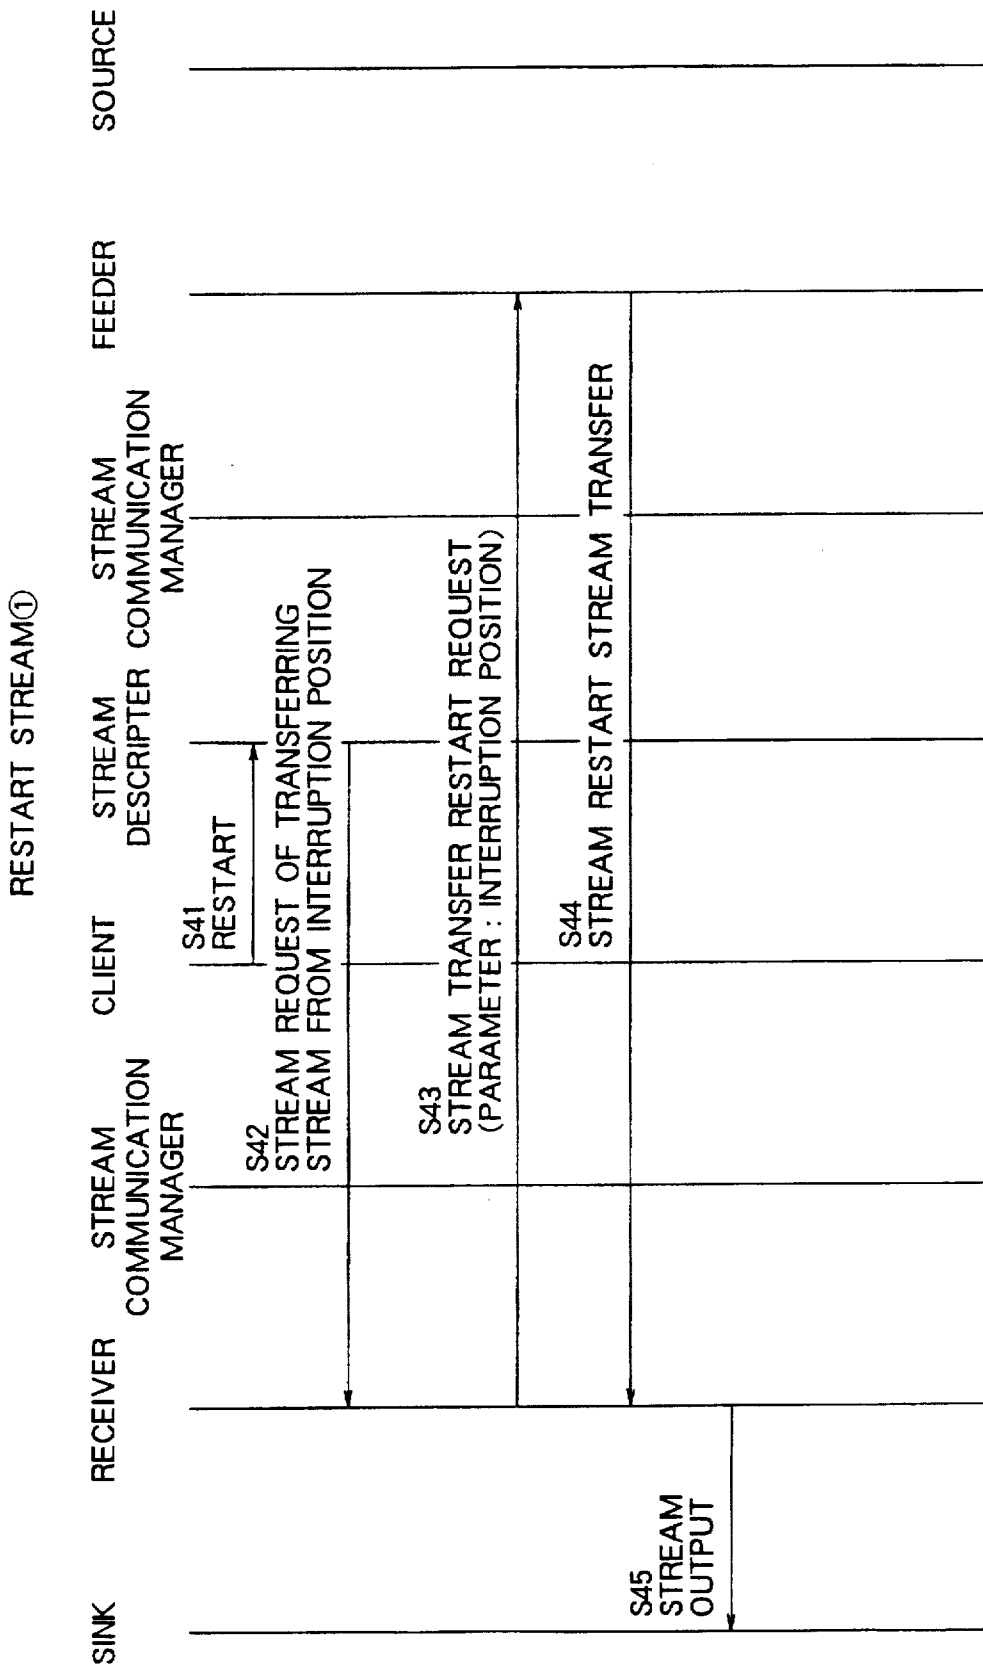 RESTART STREAM①
SINK
RECEIVER
STREAM
COMMUNICATION
MANAGER
CLIENT
STREAM
DESCRIPTER
STREAM
COMMUNICATION
MANAGER
FEEDER
SOURCE
S41
RESTART
S42
STREAM REQUEST OF TRANSFERRING
STREAM FROM INTERRUPTION POSITION
S43
STREAM TRANSFER RESTART REQUEST
(PARAMETER : INTERRUPTION POSITION)
S44
STREAM RESTART STREAM TRANSFER
S45
STREAM
OUTPUT